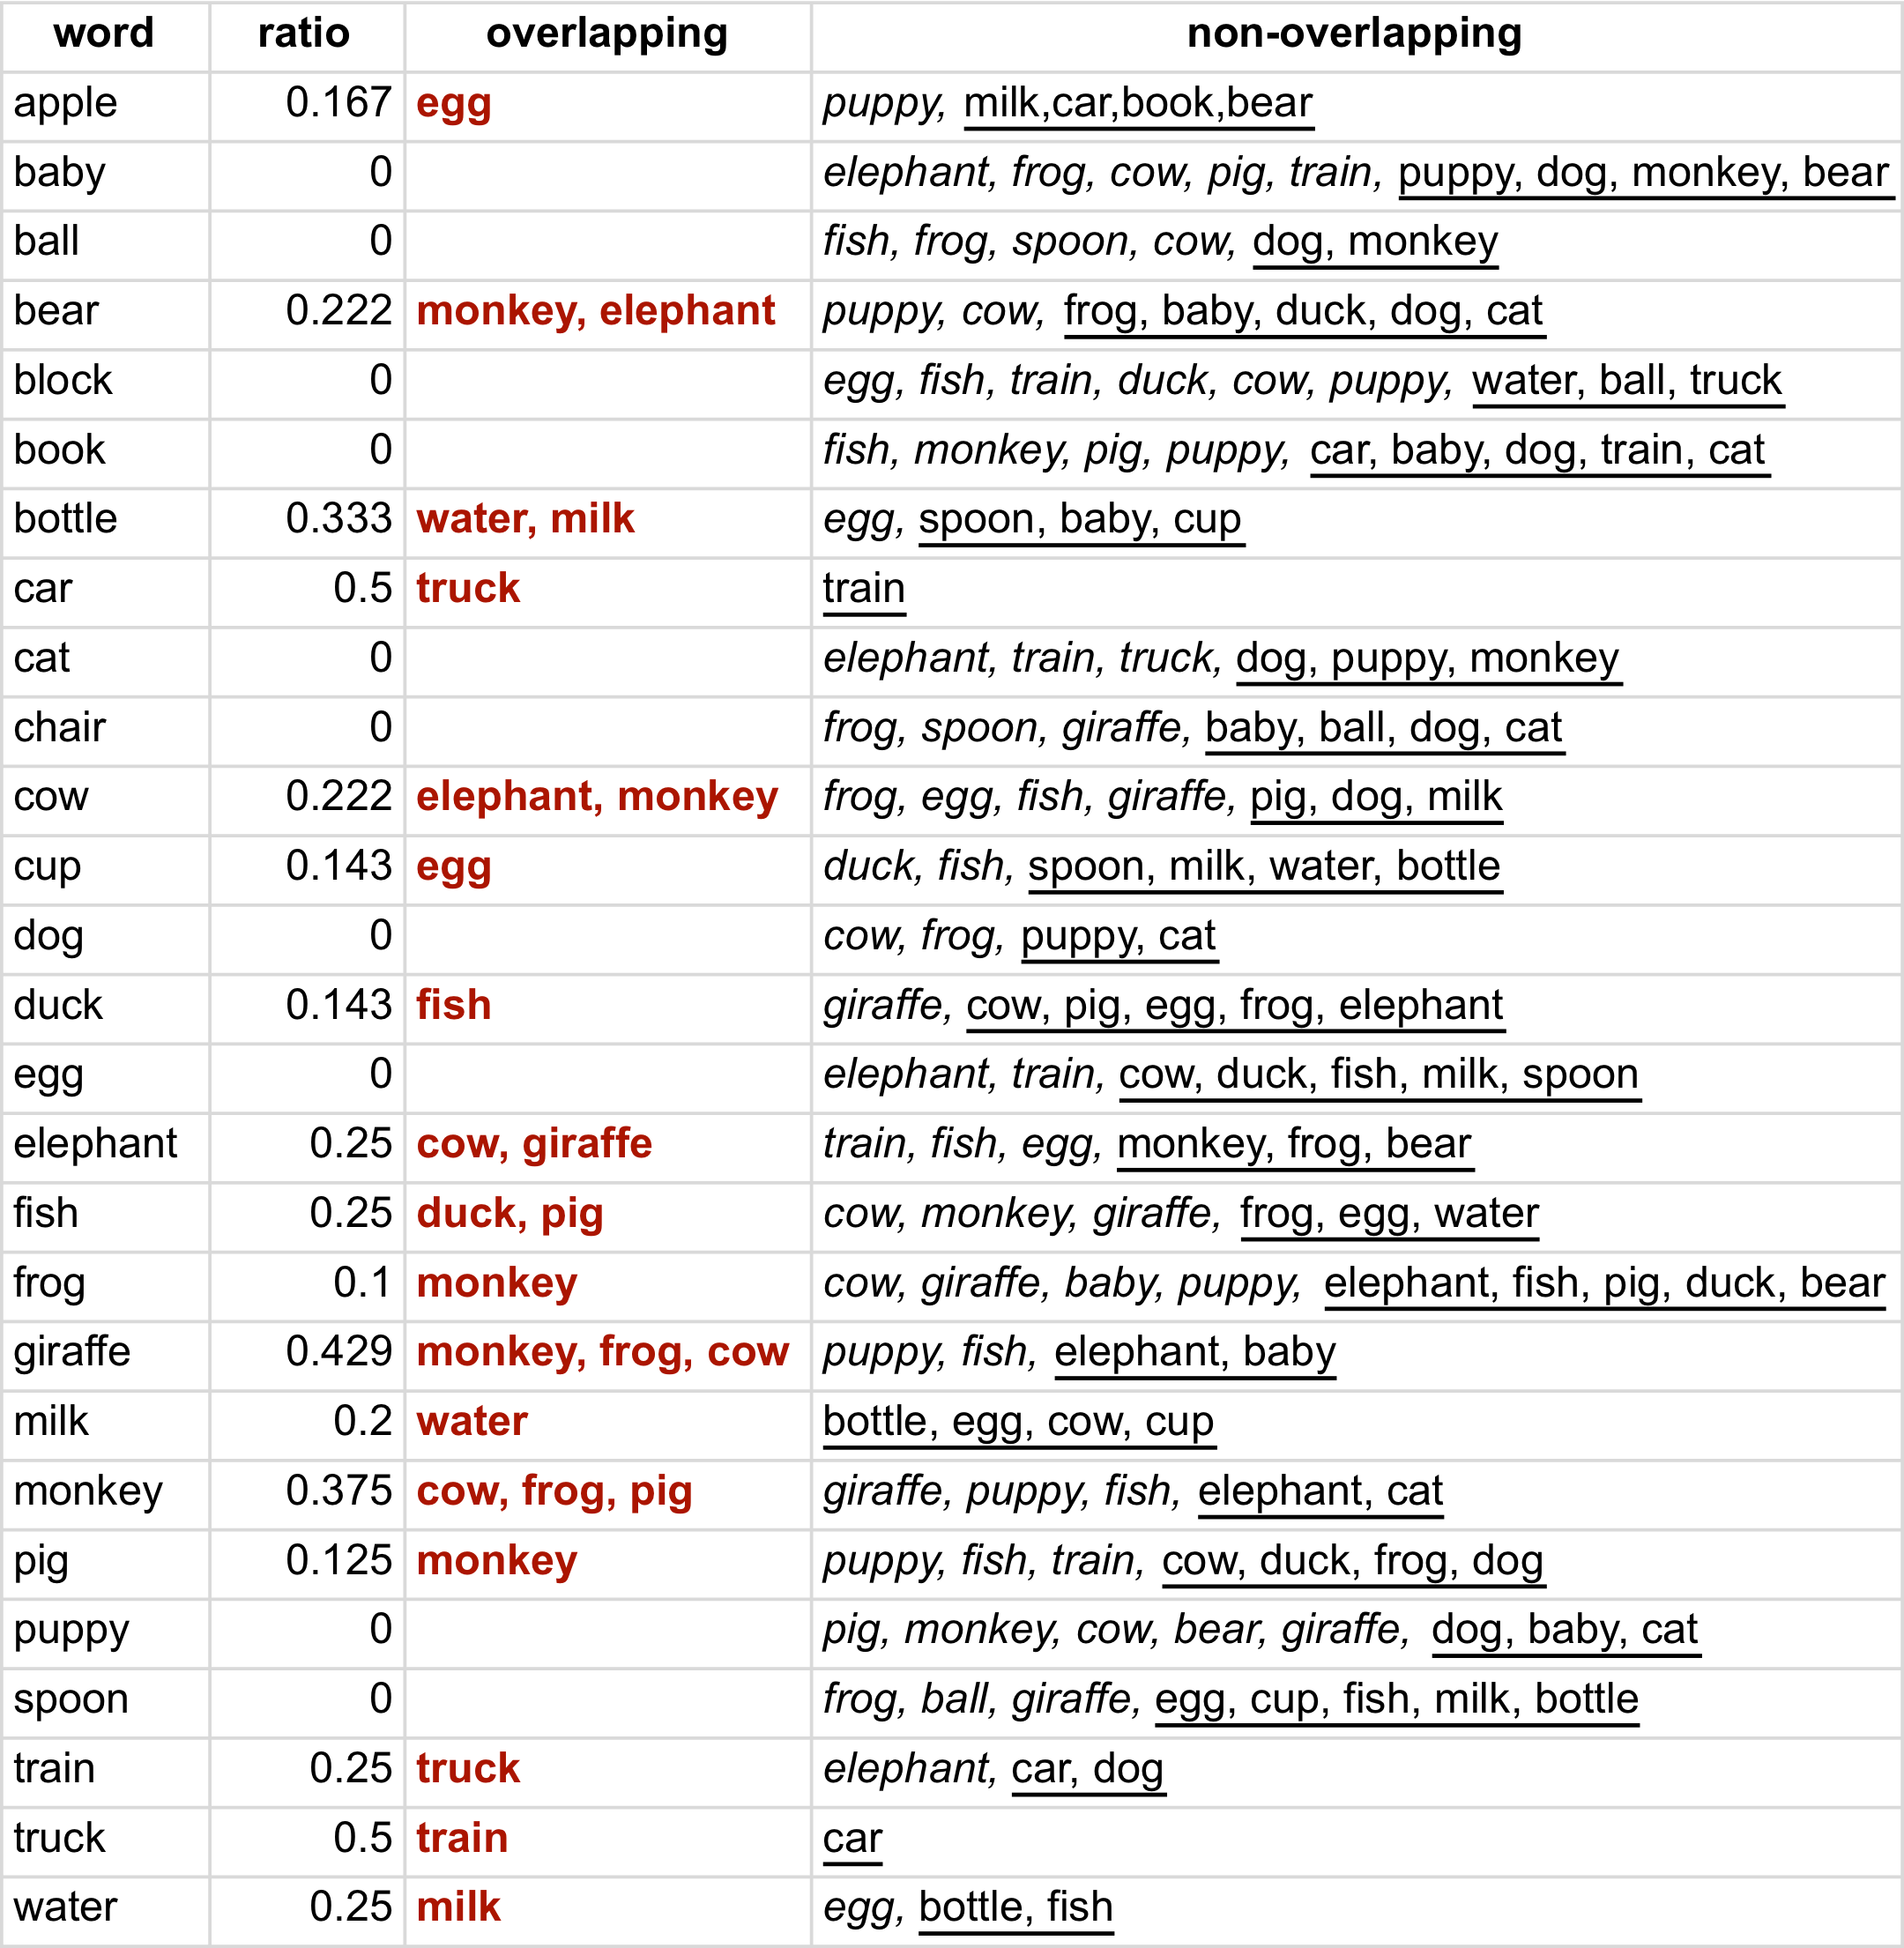 word ratio overlapping non-overlapping
apple 0.167 egg puppy, milk,car,book,bear
baby 0 elephant, frog, cow, pig, train, puppy, dog, monkey, bear
ball 0 fish, frog, spoon, cow, dog, monkey
bear 0.222 monkey, elephant puppy, cow, frog, baby, duck, dog, cat
block 0 egg, fish, train, duck, cow, puppy, water, ball, truck
book 0 fish, monkey, pig, puppy, car, baby, dog, train, cat
bottle 0.333 water, milk egg, spoon, baby, cup
car 0.5 truck train
cat 0 elephant, train, truck, dog, puppy, monkey
chair 0 frog, spoon, giraffe, baby, ball, dog, cat
cow 0.222 elephant, monkey frog, egg, fish, giraffe, pig, dog, milk
cup 0.143 egg duck, fish, spoon, milk, water, bottle
dog 0 cow, frog, puppy, cat
duck 0.143 fish giraffe, cow, pig, egg, frog, elephant
egg 0 elephant, train, cow, duck, fish, milk, spoon
elephant 0.25 cow, giraffe train, fish, egg, monkey, frog, bear
fish 0.25 duck, pig cow, monkey, giraffe, frog, egg, water
frog 0.1 monkey cow, giraffe, baby, puppy, elephant, fish, pig, duck, bear
giraffe 0.429 monkey, frog, cow puppy, fish, elephant, baby
milk 0.2 water bottle, egg, cow, cup
monkey 0.375 cow, frog, pig giraffe, puppy, fish, elephant, cat
pig 0.125 monkey puppy, fish, train, cow, duck, frog, dog
puppy 0 pig, monkey, cow, bear, giraffe, dog, baby, cat
spoon 0 frog, ball, giraffe, egg, cup, fish, milk, bottle
train 0.25 truck elephant, car, dog
truck 0.5 train car
water 0.25 milk egg, bottle, fish